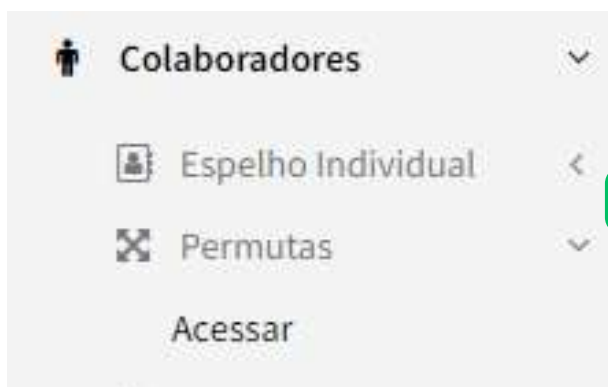 Colaboradores
Espelho Individual
Permutas
Acessar